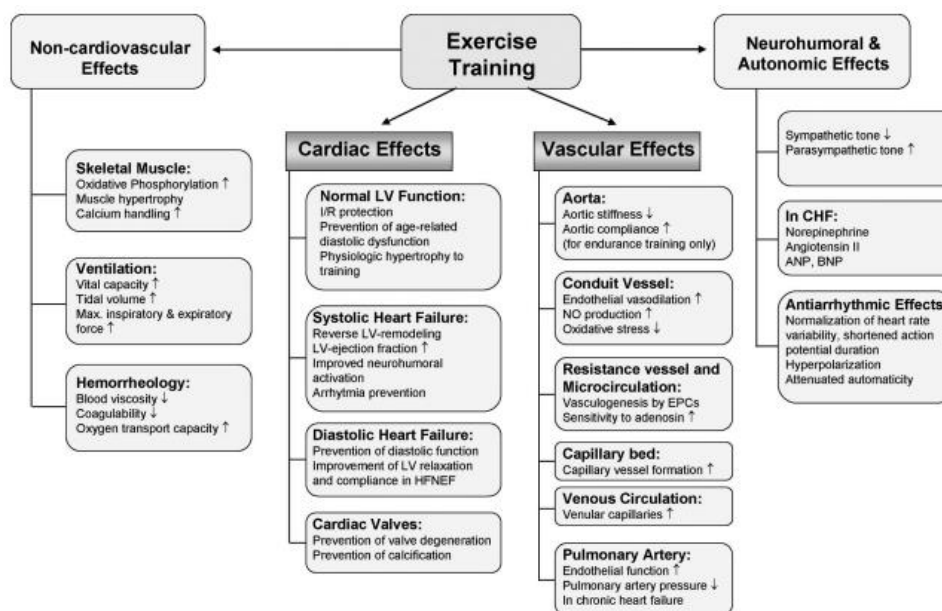 Exercise
Training
Non-cardiovascular
Effects
Skeletal Muscle:
Oxidative Phosphorylation ↑
Muscle hypertrophy
Calcium handling ↑
Ventilation:
Vital capacity ↑
Tidal volume ↑
Max. inspiratory & expiratory
force ↑
Hemorrheology:
Blood viscosity ↓
Coagulability ↓
Oxygen transport capacity ↑
Cardiac Effects
Normal LV Function:
I/R protection
Prevention of age-related
diastolic dysfunction
Physiologic hypertrophy to
training
Systolic Heart Failure:
Reverse LV-remodeling
LV-ejection fraction ↑
Improved neurohumoral
activation
Arrhytmia prevention
Diastolic Heart Failure:
Prevention of diastolic function
Improvement of LV relaxation
and compliance in HFNEF
Cardiac Valves:
Prevention of valve degeneration
Prevention of calcification
Vascular Effects
Aorta:
Aortic stiffness ↓
Aortic compliance ↑
(for endurance training only)
Conduit Vessel:
Endothelial vasodilation ↑
NO production ↑
Oxidative stress ↓
Resistance vessel and
Microcirculation:
Vasculogenesis by EPCs
Sensitivity to adenosin ↑
Capillary bed:
Capillary vessel formation ↑
Venous Circulation:
Venular capillaries ↑
Pulmonary Artery:
Endothelial function ↑
Pulmonary artery pressure ↓
In chronic heart failure
Neurohumoral &
Autonomic Effects
Sympathetic tone ↓
Parasympathetic tone ↑
In CHF:
Norepinephrine
Angiotensin II
ANP, BNP
Antiarrhythmic Effects
Normalization of heart rate
variability, shortened action
potential duration
Hyperpolarization
Attenuated automaticity